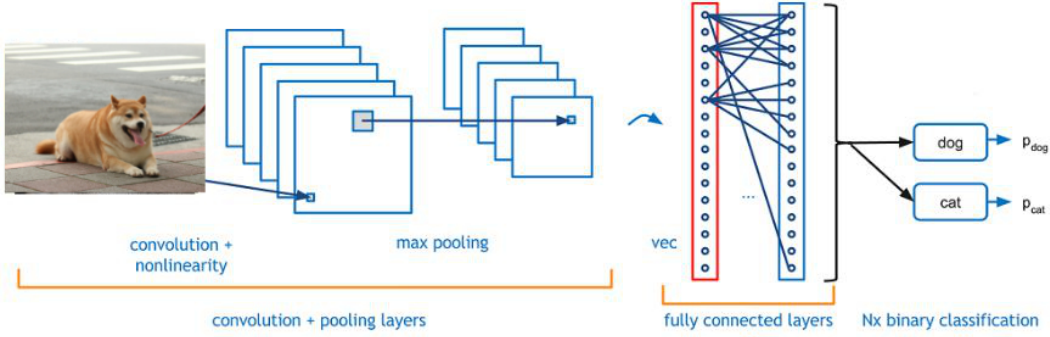 convolution +
nonlinearity
max pooling
vec
...
dog
cat
p_dog
p_cat
convolution + pooling layers
fully connected layers
Nx binary classification